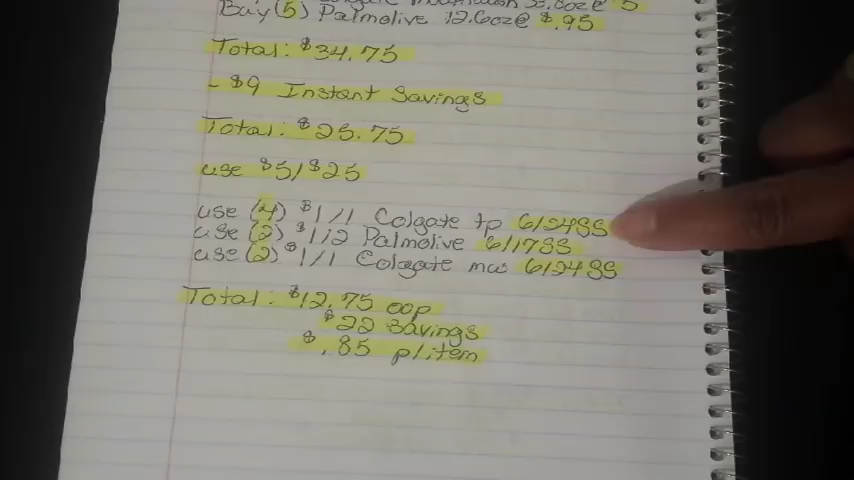 Buy (5) Palmolive 12.6oz@ $.95
Total: $34.75
- $9 Instant Savings
Total: $25.75
use $5/$25
use (4) $1/1 Colgate tp 6/24SS
use (2) $1/2 Palmolive 6/17SS
use (2) $1/1 Colgate mw 6/24SS
Total: $12.75 oop
$22 savings
$.85 p/item